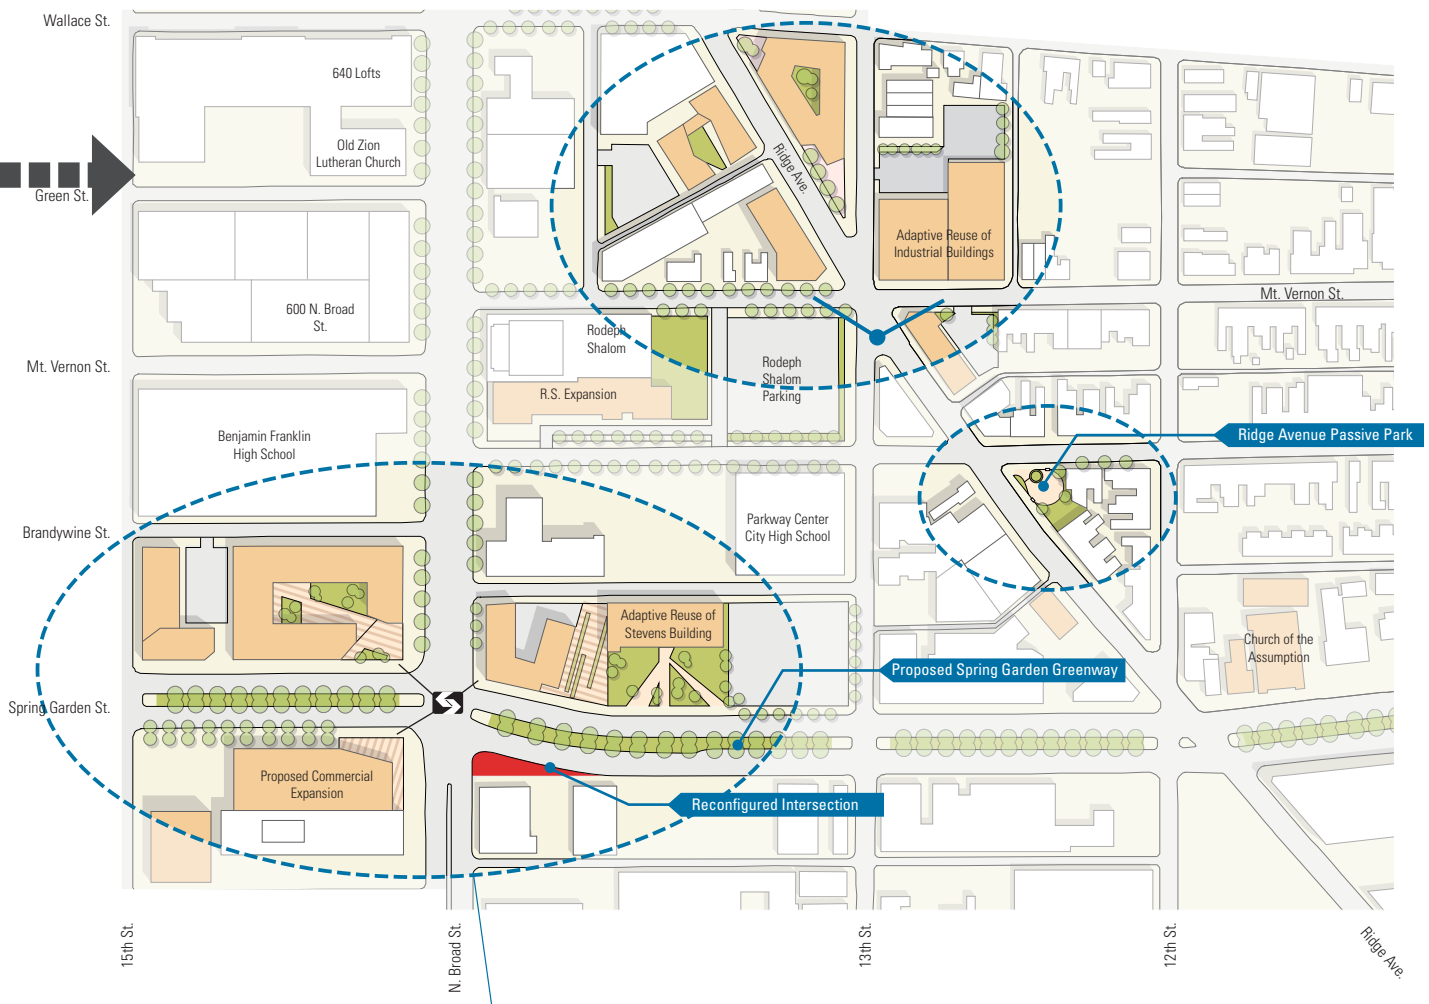 Wallace St.
640 Lofts
Old Zion
Lutheran Church
Green St.
Ridge Ave.
Adaptive Reuse of
Industrial Buildings
600 N. Broad
St.
Mt. Vernon St.
Mt. Vernon St.
Rodeph
Shalom
R.S. Expansion
Rodeph
Shalom
Parking
Benjamin Franklin
High School
Ridge Avenue Passive Park
Brandywine St.
Parkway Center
City High School
Adaptive Reuse of
Stevens Building
Church of the
Assumption
Proposed Spring Garden Greenway
Spring Garden St.
Proposed Commercial
Expansion
Reconfigured Intersection
15th St.
N. Broad St.
13th St.
12th St.
Ridge Ave.